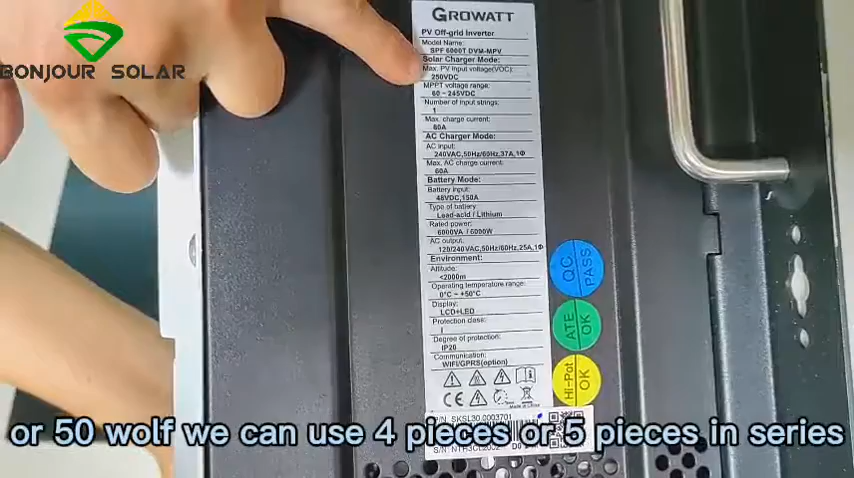 BONJOUR SOLAR
GROWATT
PV Off-grid Inverter
Model Name:
SPF 6000T DVM-MPV
Solar Charger Mode:
Max. PV input voltage(VOC):
250VDC
MPPT voltage range:
60 ~ 245VDC
Number of input strings:
1
Max. charge current:
80A
AC Charger Mode:
AC input:
240VAC,50Hz/60Hz,37A,1Φ
Max. AC charge current:
60A
Battery Mode:
Battery input:
48VDC,150A
Type of battery
Lead-acid / Lithium
Rated power:
6000VA / 6000W
AC output:
120/240VAC,50Hz/60Hz,25A,1Φ
Environment:
Altitude:
<2000m
Operating temperature range:
0°C ~ +50°C
Display:
LCD+LED
Protection class:
I
Degree of protection:
IP20
Communication:
WIFI/GPRS(option)
QC. PASS
ATE OK
Hi-Pot OK
CE
Made in China
S/N: SKSL30.0003701
or 50 wolf we can use 4 pieces or 5 pieces in series